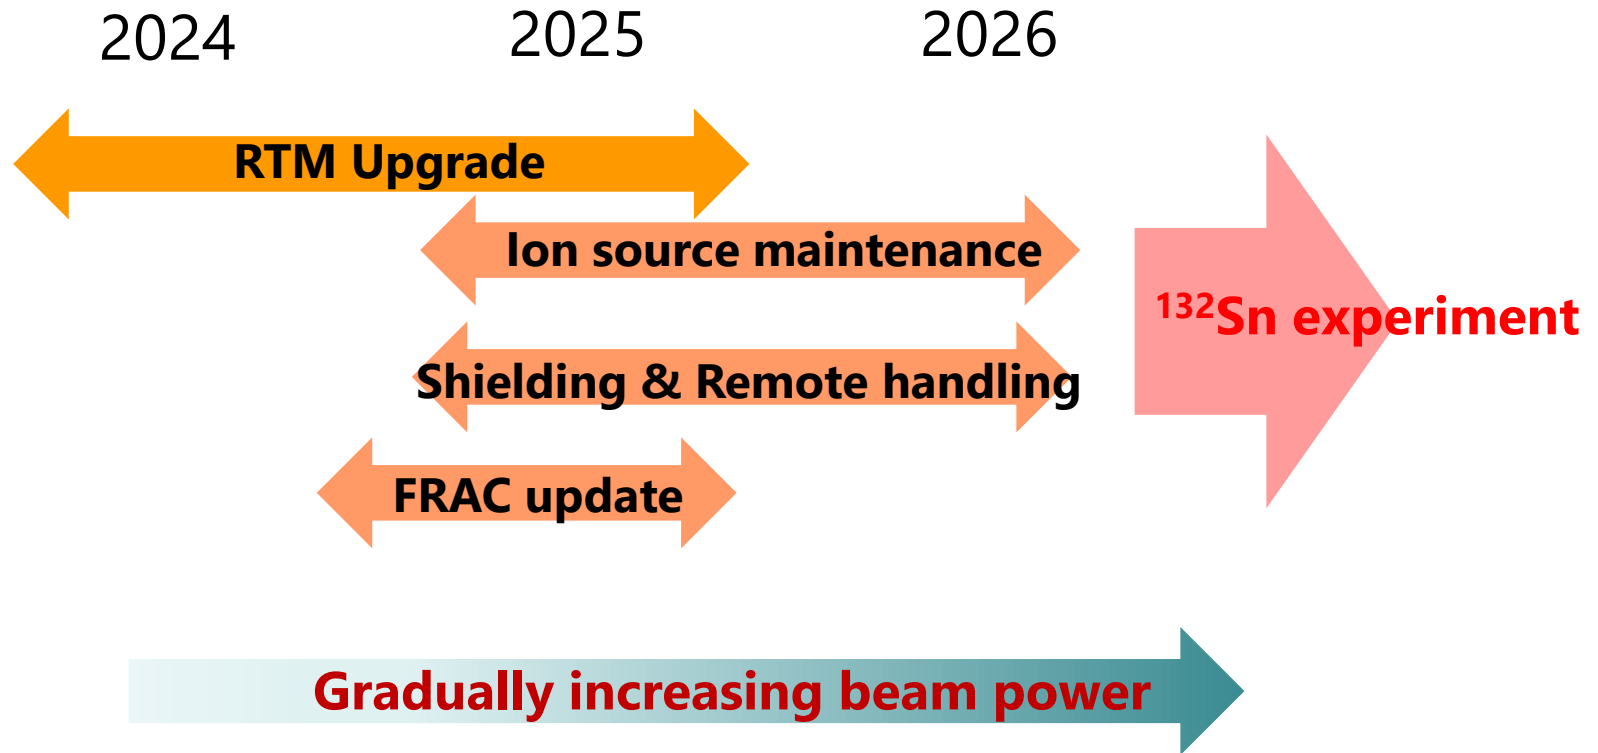 2024 2025 2026
RTM Upgrade
Ion source maintenance
¹³²Sn experiment
Shielding & Remote handling
FRAC update
Gradually increasing beam power